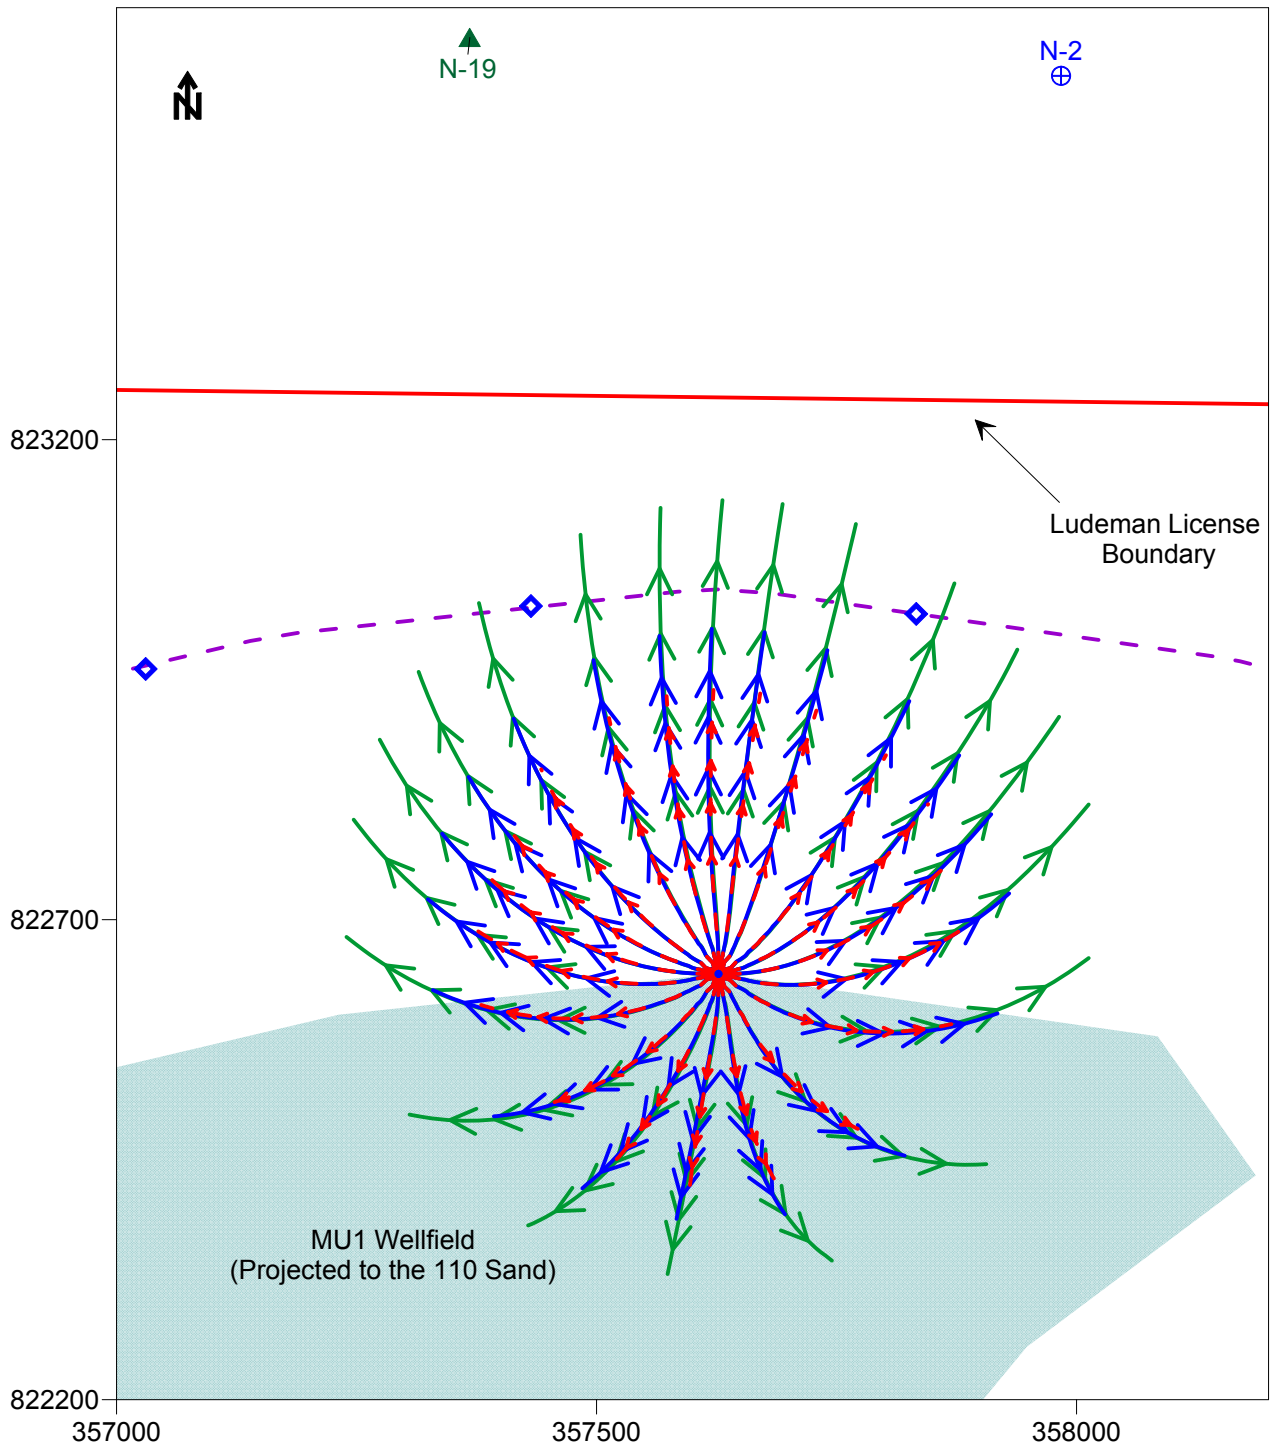 N-19
N-2
N
823200
Ludeman License
Boundary
822700
MU1 Wellfield
(Projected to the 110 Sand)
822200
357000
357500
358000